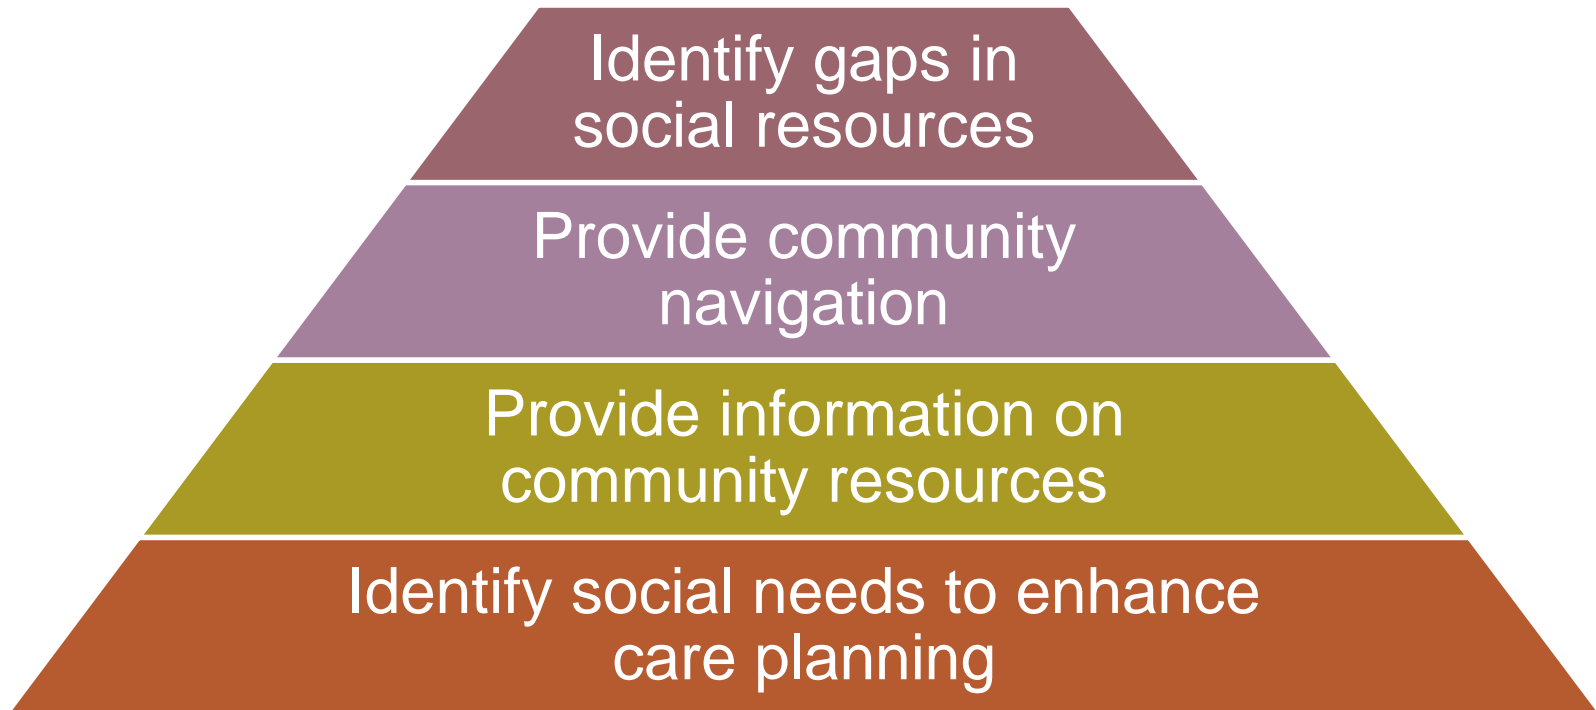 Identify gaps in
social resources
Provide community
navigation
Provide information on
community resources
Identify social needs to enhance
care planning